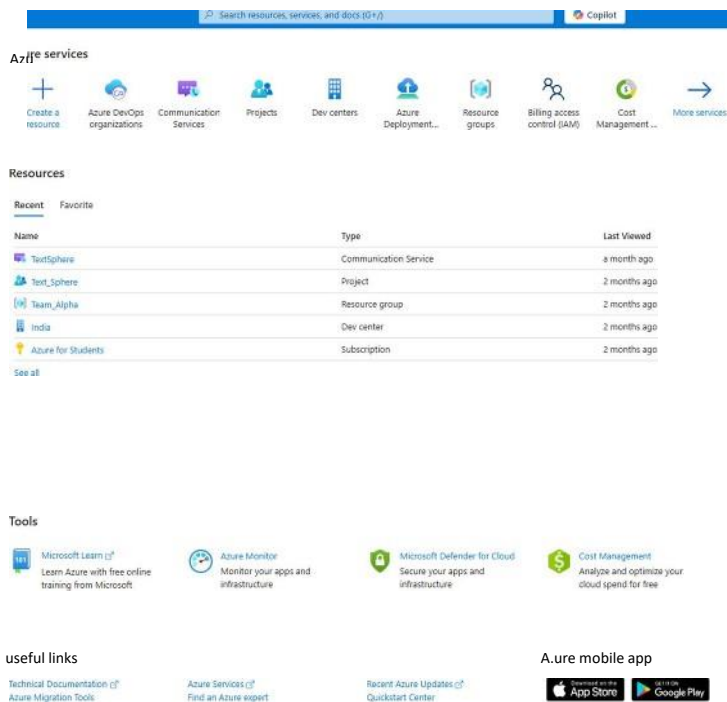 Search resources, services, and docs (G+/)
Copilot
Azure services
Create a resource
Azure DevOps organizations
Communication Services
Projects
Dev centers
Azure Deployment...
Resource groups
Billing access control (IAM)
Cost Management ...
More services
Resources
Recent Favorite
Name Type Last Viewed
TextSphere Communication Service a month ago
Text_Sphere Project 2 months ago
Team_Alpha Resource group 2 months ago
India Dev center 2 months ago
Azure for Students Subscription 2 months ago
See all
Tools
Microsoft Learn
Learn Azure with free online
training from Microsoft
Azure Monitor
Monitor your apps and
infrastructure
Microsoft Defender for Cloud
Secure your apps and
infrastructure
Cost Management
Analyze and optimize your
cloud spend for free
useful links A.ure mobile app
Technical Documentation Azure Services Recent Azure Updates
Azure Migration Tools Find an Azure expert Quickstart Center
Download on the
App Store
GET IT ON
Google Play